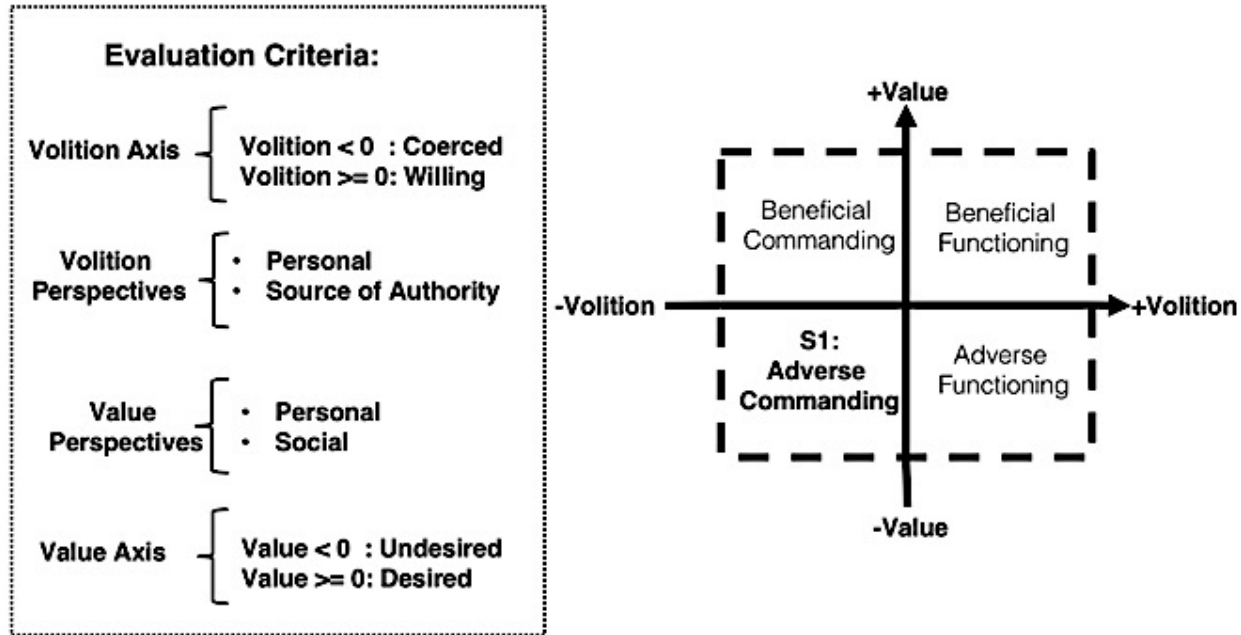 Evaluation Criteria:
Volition Axis
Volition < 0 : Coerced
Volition >= 0: Willing
Volition
Perspectives
• Personal
• Source of Authority
Value
Perspectives
• Personal
• Social
Value Axis
Value < 0 : Undesired
Value >= 0: Desired
+Value
Beneficial
Commanding
Beneficial
Functioning
-Volition
+Volition
S1:
Adverse
Commanding
Adverse
Functioning
-Value